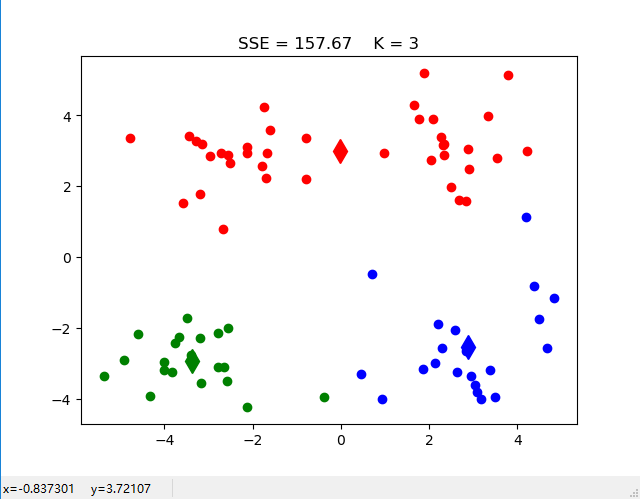 SSE = 157.67    K = 3
4
2
0
−2
−4
−4 −2 0 2 4
x=-0.837301 y=3.72107